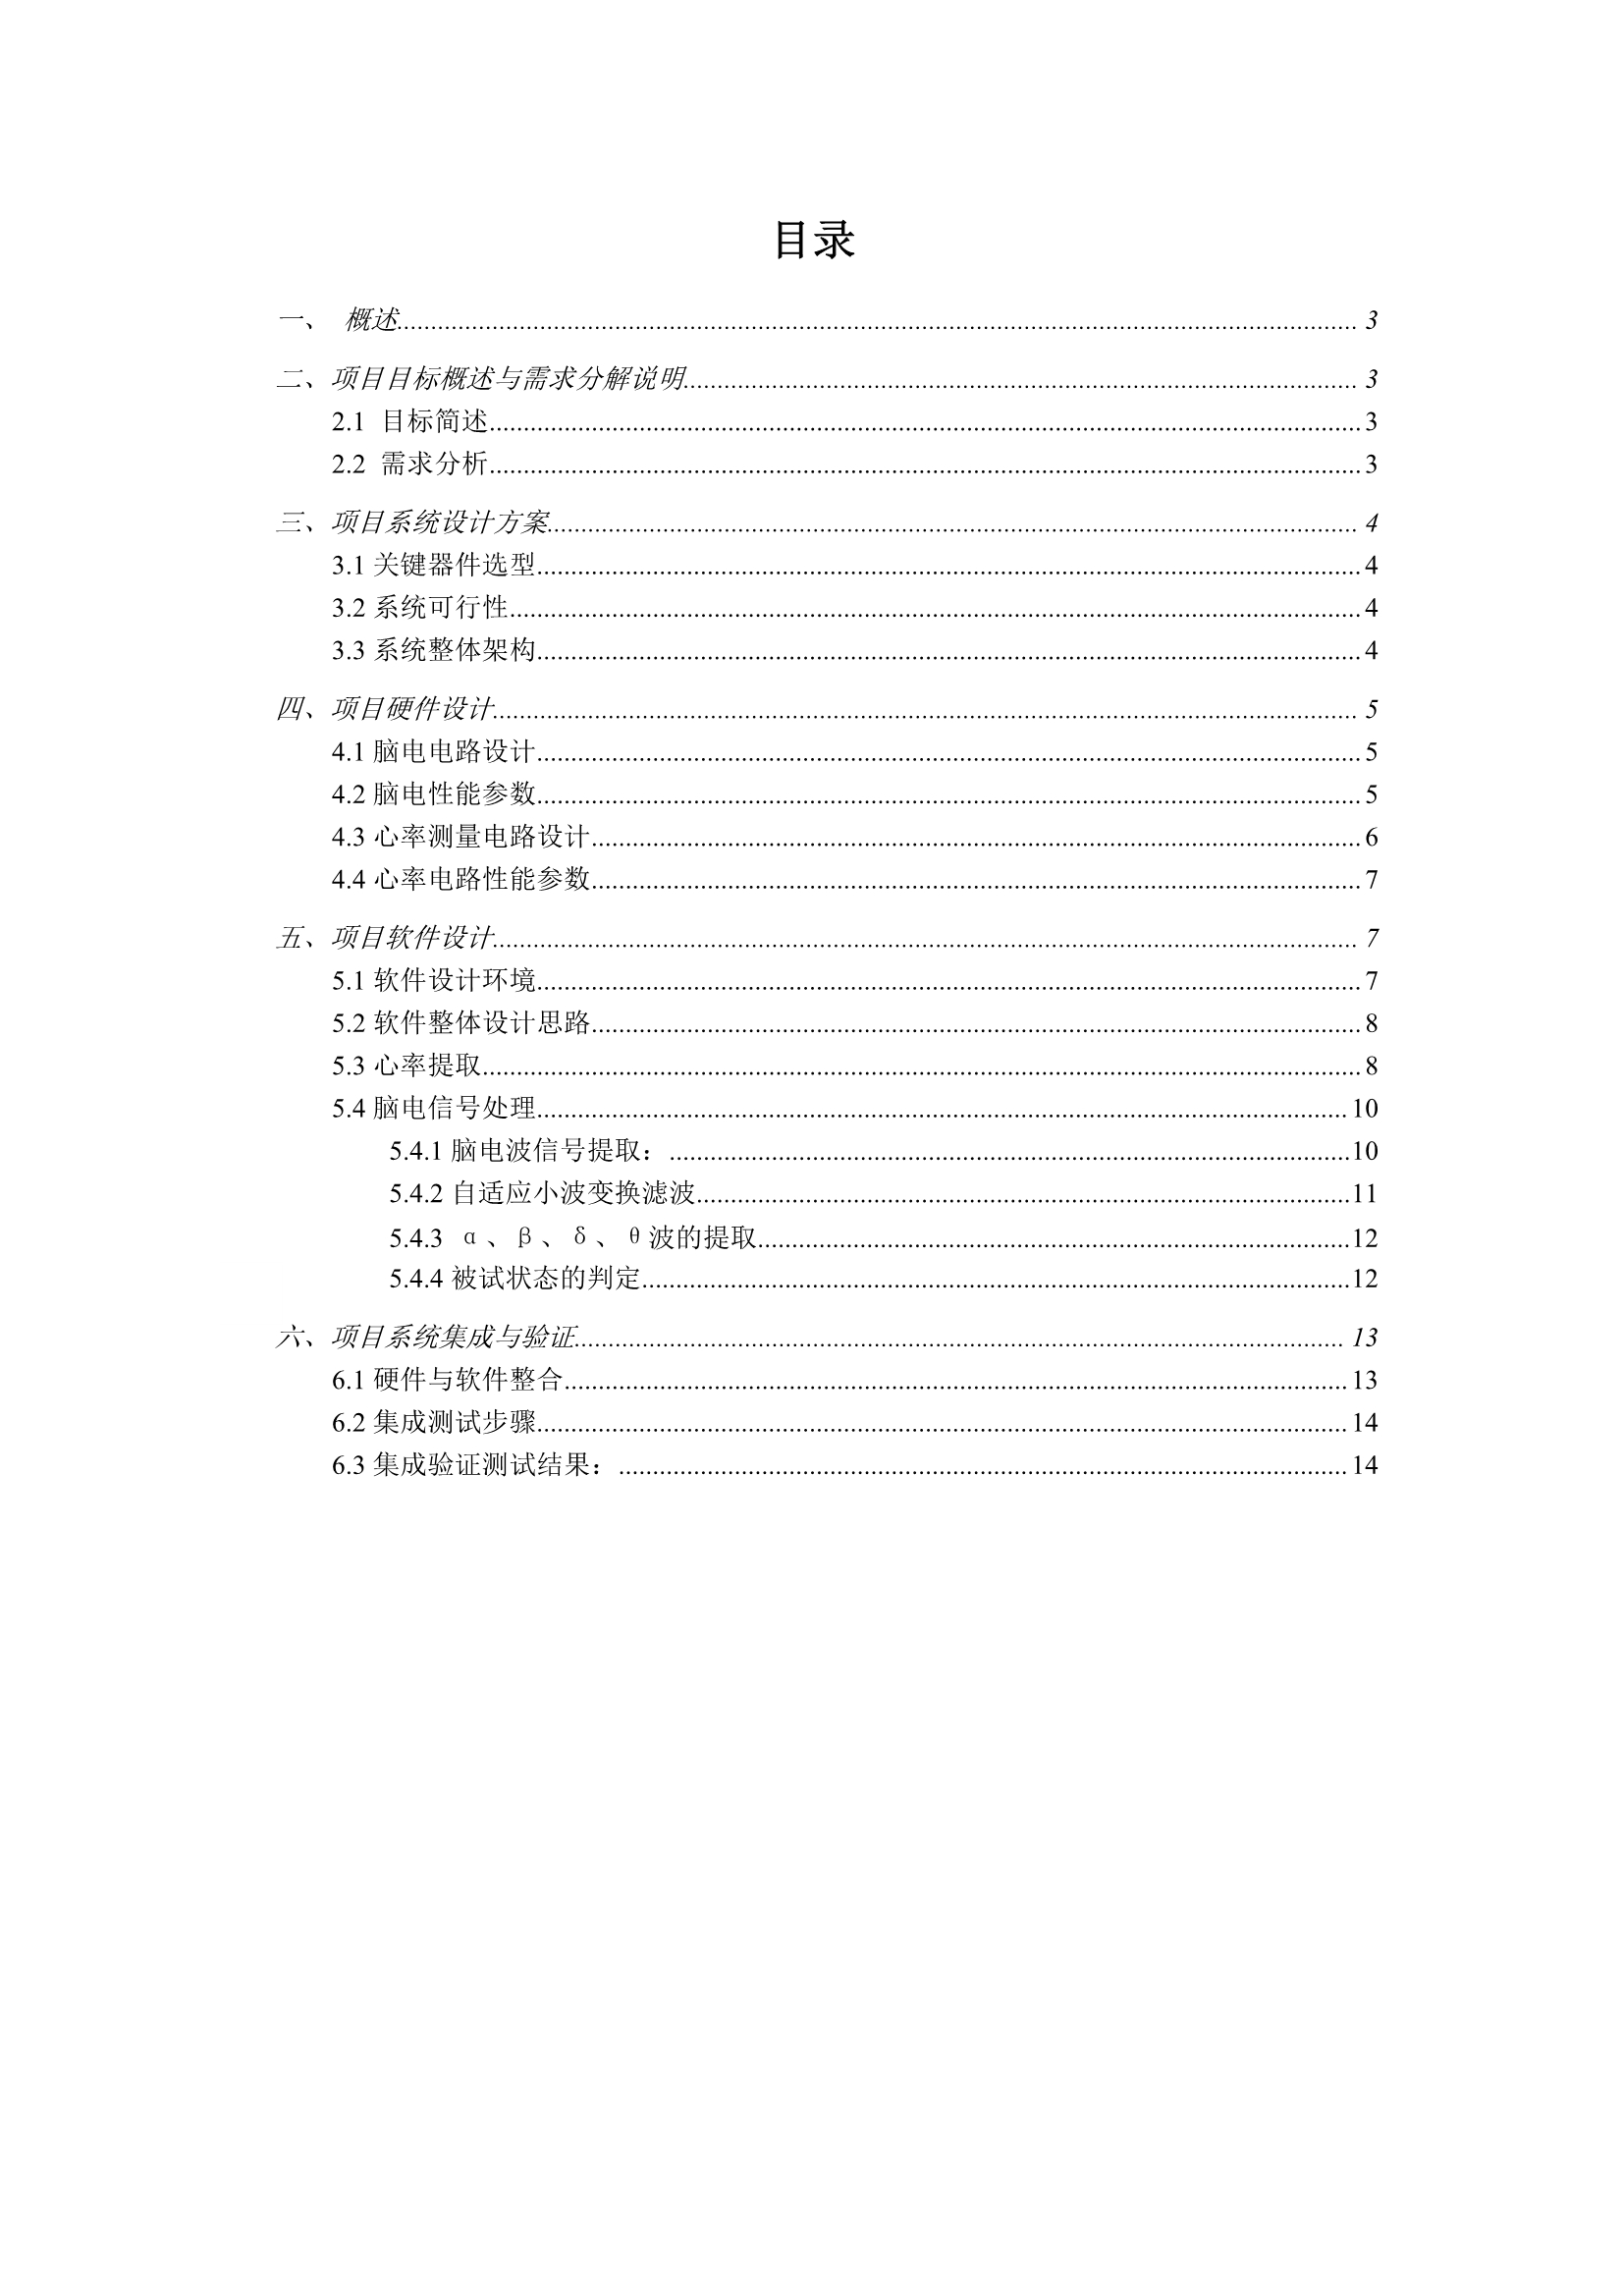 目录
一、 概述........................ 3
二、项目目标概述与需求分解说明........................ 3
2.1 目标简述........................ 3
2.2 需求分析........................ 3
三、项目系统设计方案........................ 4
3.1 关键器件选型........................ 4
3.2 系统可行性........................ 4
3.3 系统整体架构........................ 4
四、项目硬件设计........................ 5
4.1 脑电电路设计........................ 5
4.2 脑电性能参数........................ 5
4.3 心率测量电路设计........................ 6
4.4 心率电路性能参数........................ 7
五、项目软件设计........................ 7
5.1 软件设计环境........................ 7
5.2 软件整体设计思路........................ 8
5.3 心率提取........................ 8
5.4 脑电信号处理........................ 10
5.4.1 脑电波信号提取：........................ 10
5.4.2 自适应小波变换滤波........................ 11
5.4.3 α、β、δ、θ波的提取........................ 12
5.4.4 被试状态的判定........................ 12
六、项目系统集成与验证........................ 13
6.1 硬件与软件整合........................ 13
6.2 集成测试步骤........................ 14
6.3 集成验证测试结果：........................ 14